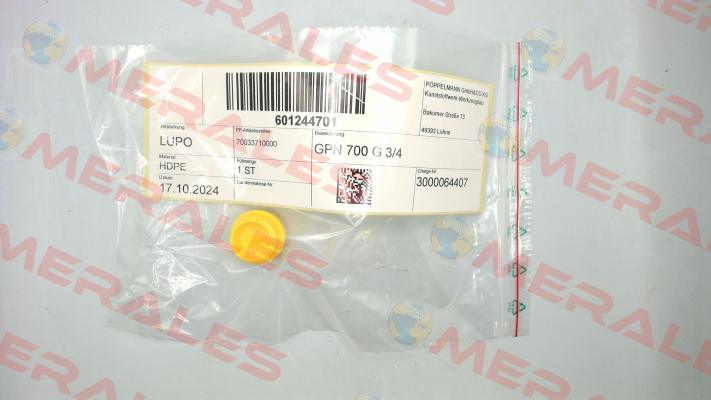 MERALES
601244701
PÖPPELMANN GmbH&CO.KG
Kunststoffwerk-Werkzeugbau
Bakumer Straße 73
49393 Lohne
Verpackung
LUPO
PP-Artikelnummer
70033710000
Bezeichnung
GPN 700 G 3/4
Material
HDPE
Füllmenge
1 ST
Charge-Nr
3000064407
Datum
17.10.2024
Kundenmaterial-Nr.
MERALES
MERALES
MERALES